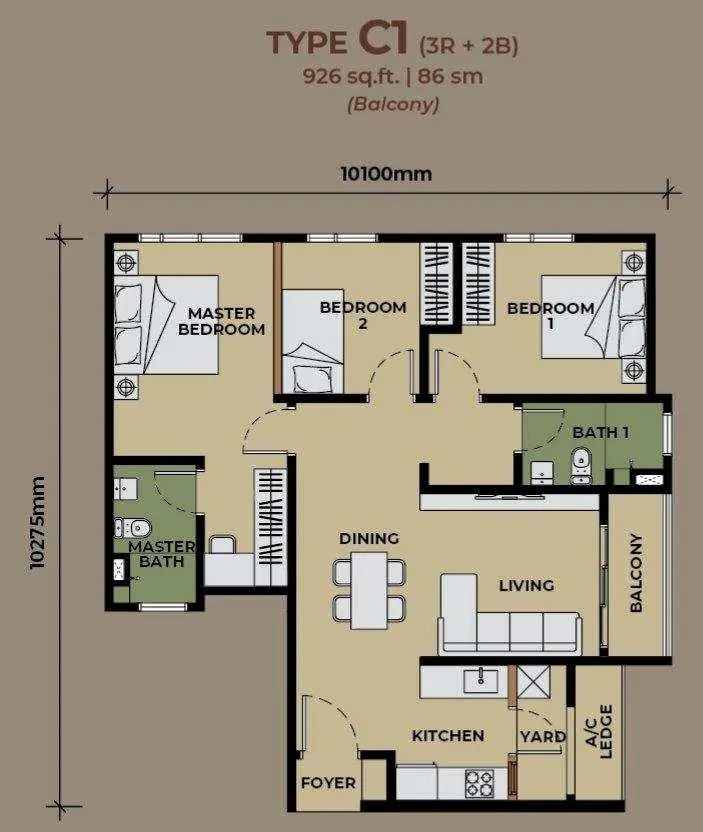 TYPE C1 (3R + 2B)
926 sq.ft. | 86 sm
(Balcony)
10100mm
10275mm
MASTER
BEDROOM
BEDROOM
2
BEDROOM
1
BATH 1
MASTER
BATH
DINING
LIVING
BALCONY
KITCHEN
YARD
A/C
LEDGE
FOYER